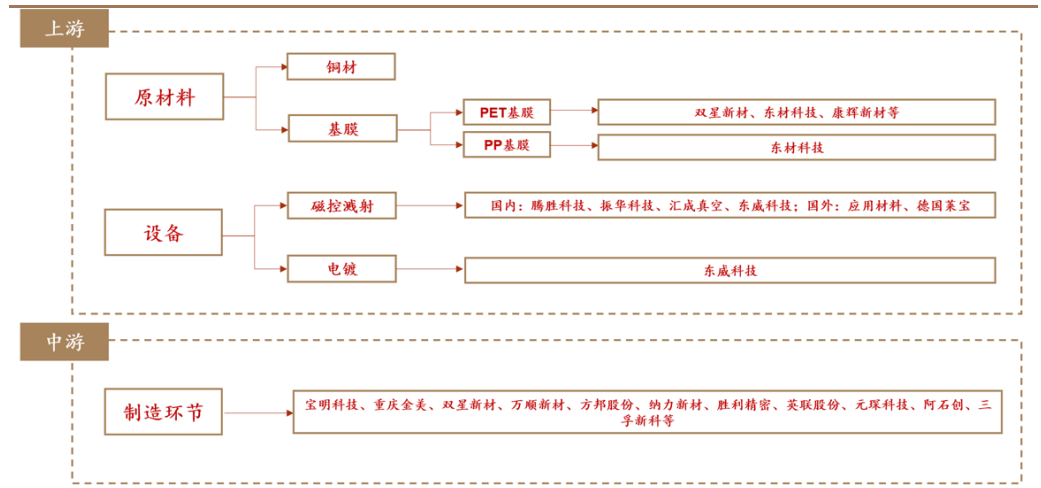 上游
原材料
铜材
基膜
PET基膜
双星新材、东材科技、康辉新材等
PP基膜
东材科技
设备
磁控溅射
国内：腾胜科技、振华科技、汇成真空、东威科技；国外：应用材料、德国莱宝
电镀
东威科技
中游
制造环节
宝明科技、重庆金美、双星新材、万顺新材、方邦股份、纳力新材、胜利精密、英联股份、元琛科技、阿石创、三
孚新科等